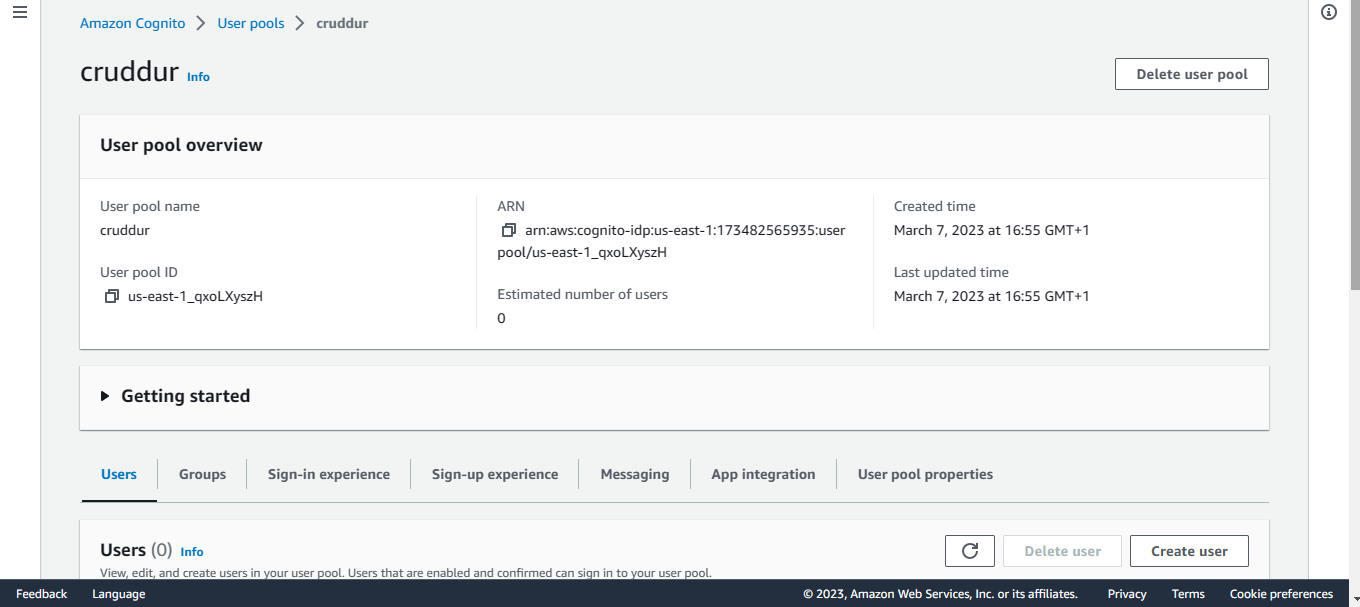 Amazon Cognito > User pools > cruddur
cruddur Info
Delete user pool
User pool overview
User pool name
cruddur
User pool ID
us-east-1_qxoLXyszH
ARN
arn:aws:cognito-idp:us-east-1:173482565935:user
pool/us-east-1_qxoLXyszH
Estimated number of users
0
Created time
March 7, 2023 at 16:55 GMT+1
Last updated time
March 7, 2023 at 16:55 GMT+1
Getting started
Users Groups Sign-in experience Sign-up experience Messaging App integration User pool properties
Users (0) Info
Delete user Create user
View, edit, and create users in your user pool. Users that are enabled and confirmed can sign in to your user pool.
Feedback Language © 2023, Amazon Web Services, Inc. or its affiliates. Privacy Terms Cookie preferences